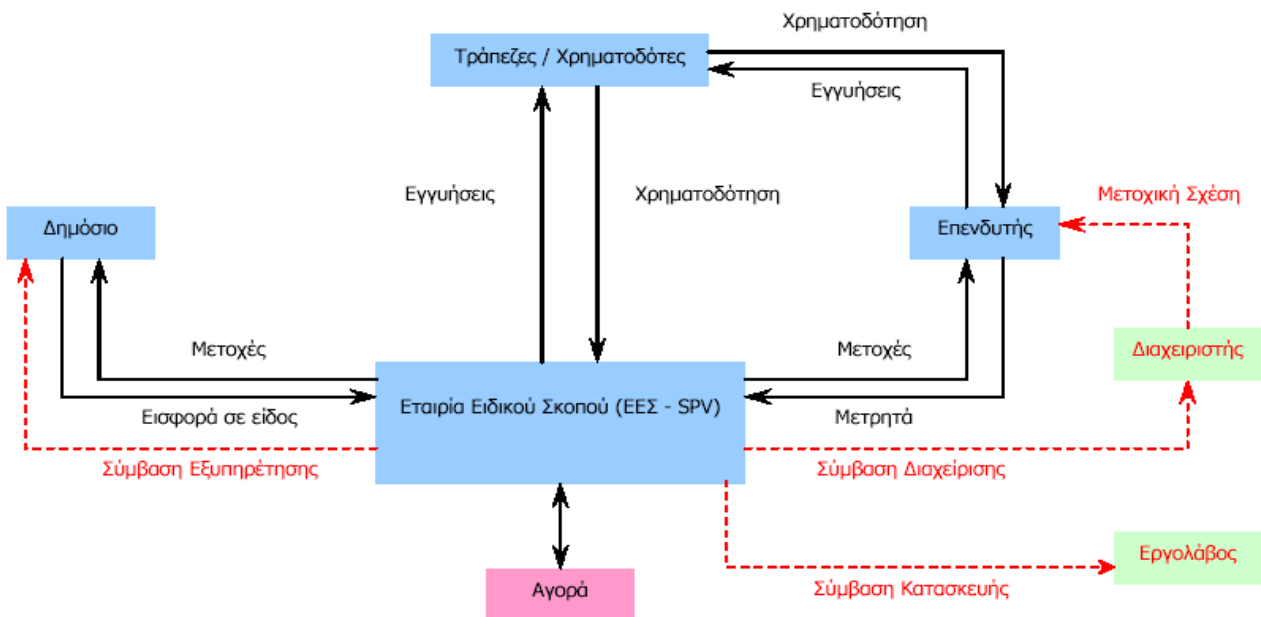 Χρηματοδότηση
Τράπεζες / Χρηματοδότες
Εγγυήσεις
Εγγυήσεις
Χρηματοδότηση
Μετοχική Σχέση
Δημόσιο
Επενδυτής
Μετοχές
Μετοχές
Διαχειριστής
Εταιρία Ειδικού Σκοπού (ΕΕΣ - SPV)
Εισφορά σε είδος
Μετρητά
Σύμβαση Εξυπηρέτησης
Σύμβαση Διαχείρισης
Εργολάβος
Αγορά
Σύμβαση Κατασκευής